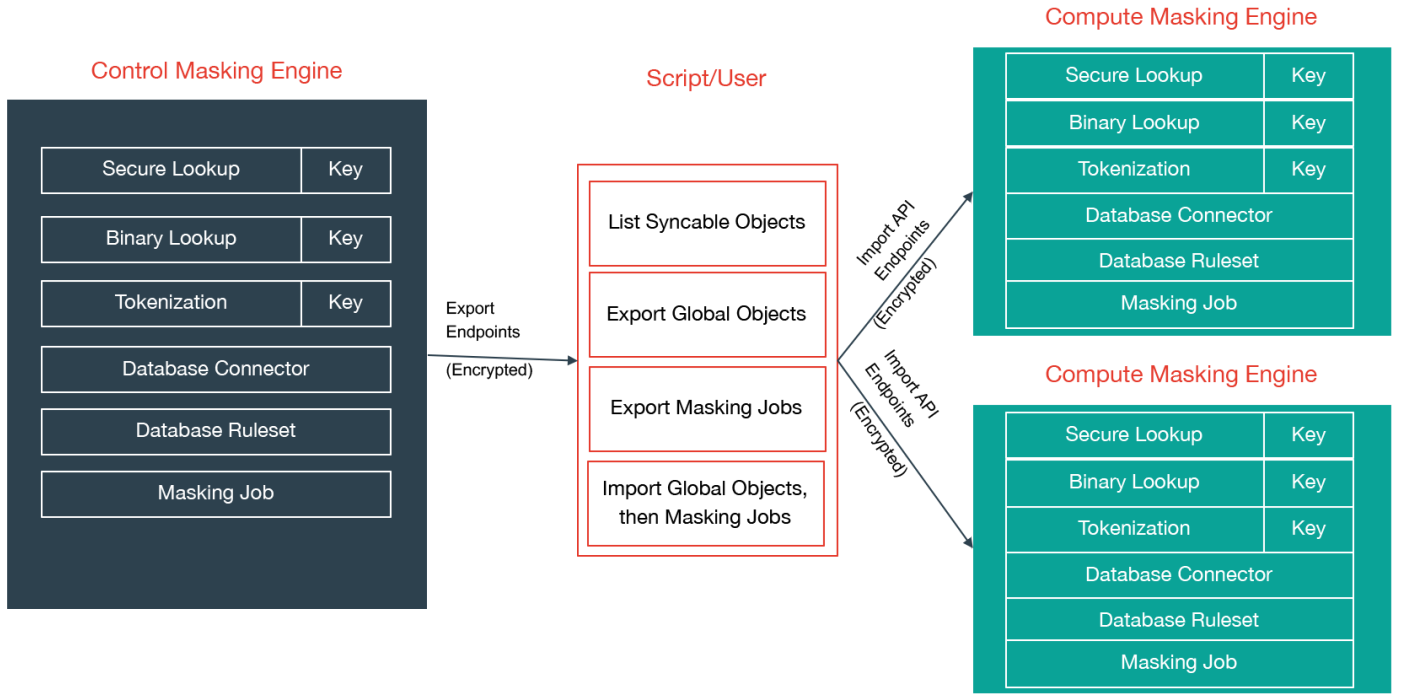 Control Masking Engine
Secure Lookup
Key
Binary Lookup
Key
Tokenization
Key
Database Connector
Database Ruleset
Masking Job
Export
Endpoints
(Encrypted)
Script/User
List Syncable Objects
Export Global Objects
Export Masking Jobs
Import Global Objects,
then Masking Jobs
Import API
Endpoints
(Encrypted)
Import API
Endpoints
(Encrypted)
Compute Masking Engine
Secure Lookup
Key
Binary Lookup
Key
Tokenization
Key
Database Connector
Database Ruleset
Masking Job
Compute Masking Engine
Secure Lookup
Key
Binary Lookup
Key
Tokenization
Key
Database Connector
Database Ruleset
Masking Job